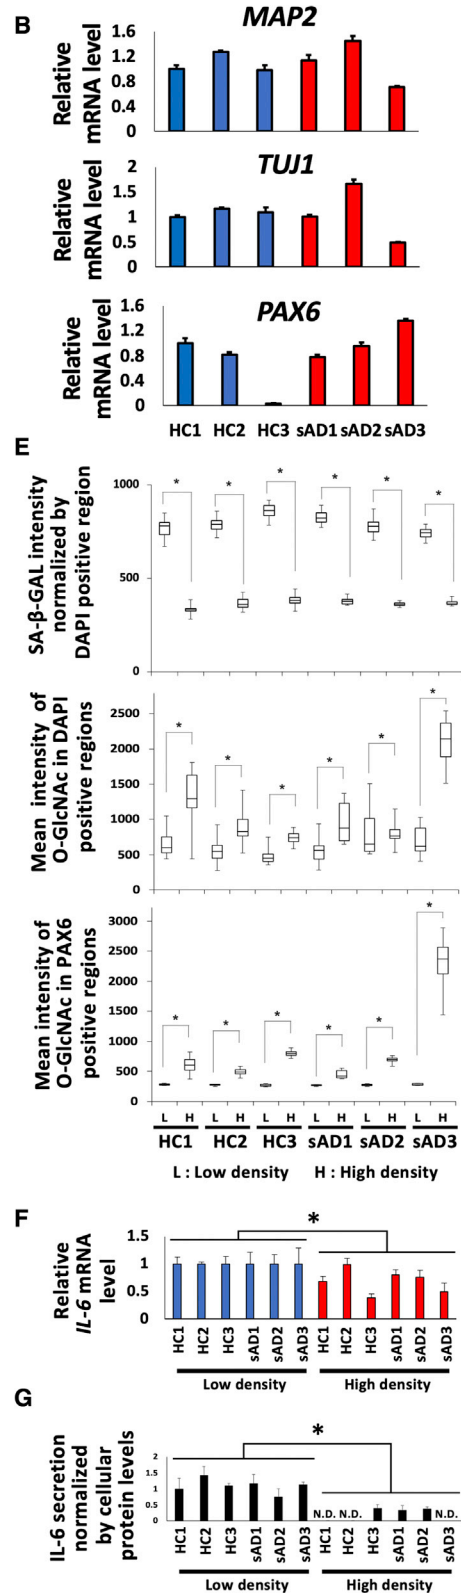 B
MAP2
Relative
mRNA level
1.6
1.2
0.8
0.4
0
TUJ1
Relative
mRNA level
2
1.5
1
0.5
0
PAX6
Relative
mRNA level
1.6
1.2
0.8
0.4
0
HC1 HC2 HC3 sAD1 sAD2 sAD3
E
SA-β-GAL intensity
normalized by
DAPI positive region
1000
500
0
* * * * * *
Mean intensity of
O-GlcNAc in DAPI
positive regions
2500
2000
1500
1000
500
0
* * * * * *
Mean intensity of
O-GlcNAc in PAX6
positive regions
3000
2500
2000
1500
1000
500
0
* * * * * *
L H L H L H L H L H L H
HC1 HC2 HC3 sAD1 sAD2 sAD3
L : Low density H : High density
F
Relative
IL-6 mRNA
level
1.5
1
0.5
0
*
HC1 HC2 HC3 sAD1 sAD2 sAD3 HC1 HC2 HC3 sAD1 sAD2 sAD3
Low density High density
G
IL-6 secretion
normalized
by cellular
protein levels
2
1.5
1
0.5
0
*
N.D. N.D. N.D.
HC1 HC2 HC3 sAD1 sAD2 sAD3 HC1 HC2 HC3 sAD1 sAD2 sAD3
Low density High density